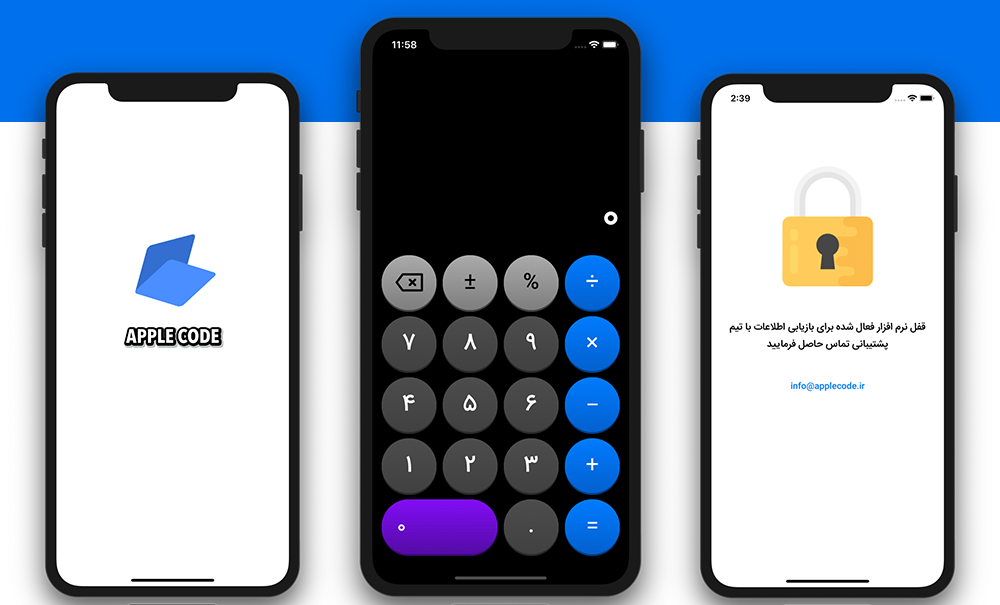 APPLE CODE
11:58
۰
± % ÷
۷ ۸ ۹ ×
۴ ۵ ۶ −
۱ ۲ ۳ +
۰ . =
2:39
قفل نرم افزار فعال شده برای بازیابی اطلاعات با تیم
پشتیبانی تماس حاصل فرمایید
info@applecode.ir